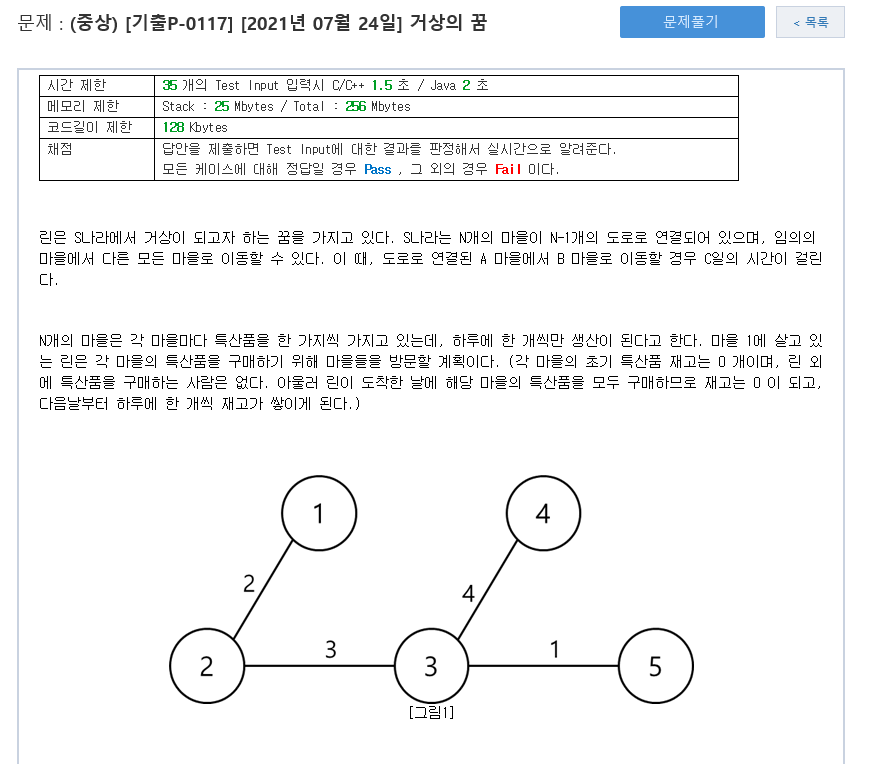 문제 : (중상) [기출P-0117] [2021년 07월 24일] 거상의 꿈
문제풀기
< 목록
시간 제한 35 개의 Test Input 입력시 C/C++ 1.5 초 / Java 2 초
메모리 제한 Stack : 25 Mbytes / Total : 256 Mbytes
코드길이 제한 128 Kbytes
채점 답안을 제출하면 Test Input에 대한 결과를 판정해서 실시간으로 알려준다.
모든 케이스에 대해 정답일 경우 Pass , 그 외의 경우 Fail 이다.
린은 S나라에서 거상이 되고자 하는 꿈을 가지고 있다. S나라는 N개의 마을이 N-1개의 도로로 연결되어 있으며, 임의의
마을에서 다른 모든 마을로 이동할 수 있다. 이 때, 도로로 연결된 A 마을에서 B 마을로 이동할 경우 C일의 시간이 걸린
다.
N개의 마을은 각 마을마다 특산품을 한 가지씩 가지고 있는데, 하루에 한 개씩만 생산이 된다고 한다. 마을 1에 살고 있
는 린은 각 마을의 특산품을 구매하기 위해 마을들을 방문할 계획이다. (각 마을의 초기 특산품 재고는 0 개이며, 린 외
에 특산품을 구매하는 사람은 없다. 아울러 린이 도착한 날에 해당 마을의 특산품을 모두 구매하므로 재고는 0 이 되고,
다음날부터 하루에 한 개씩 재고가 쌓이게 된다.)
1
4
2
4
3
1
2
3
5
[그림1]